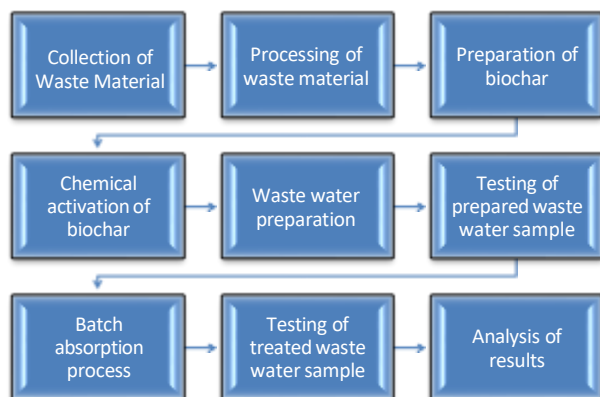 Collection of
Waste Material
Processing of
waste material
Preparation of
biochar
Chemical
activation of
biochar
Waste water
preparation
Testing of
prepared waste
water sample
Batch
absorption
process
Testing of
treated waste
water sample
Analysis of
results